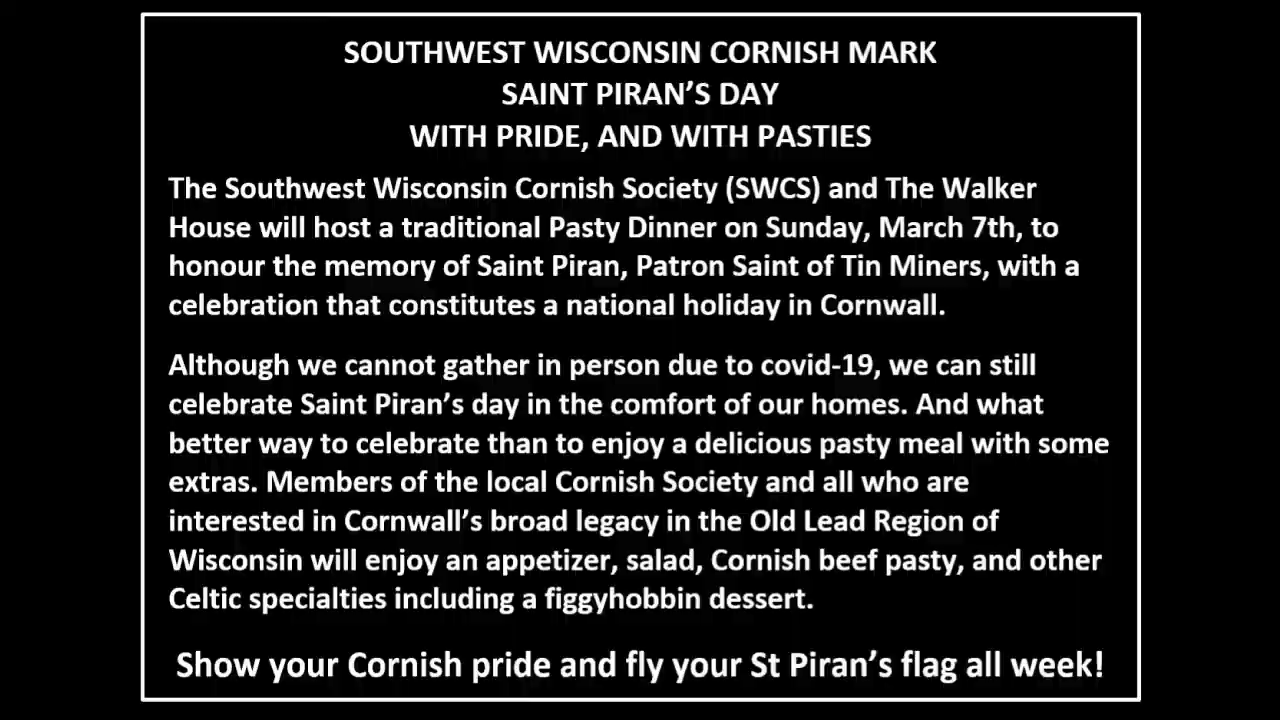 SOUTHWEST WISCONSIN CORNISH MARK
SAINT PIRAN’S DAY
WITH PRIDE, AND WITH PASTIES
The Southwest Wisconsin Cornish Society (SWCS) and The Walker
House will host a traditional Pasty Dinner on Sunday, March 7th, to
honour the memory of Saint Piran, Patron Saint of Tin Miners, with a
celebration that constitutes a national holiday in Cornwall.
Although we cannot gather in person due to covid-19, we can still
celebrate Saint Piran’s day in the comfort of our homes. And what
better way to celebrate than to enjoy a delicious pasty meal with some
extras. Members of the local Cornish Society and all who are
interested in Cornwall’s broad legacy in the Old Lead Region of
Wisconsin will enjoy an appetizer, salad, Cornish beef pasty, and other
Celtic specialties including a figgyhobbin dessert.
Show your Cornish pride and fly your St Piran’s flag all week!